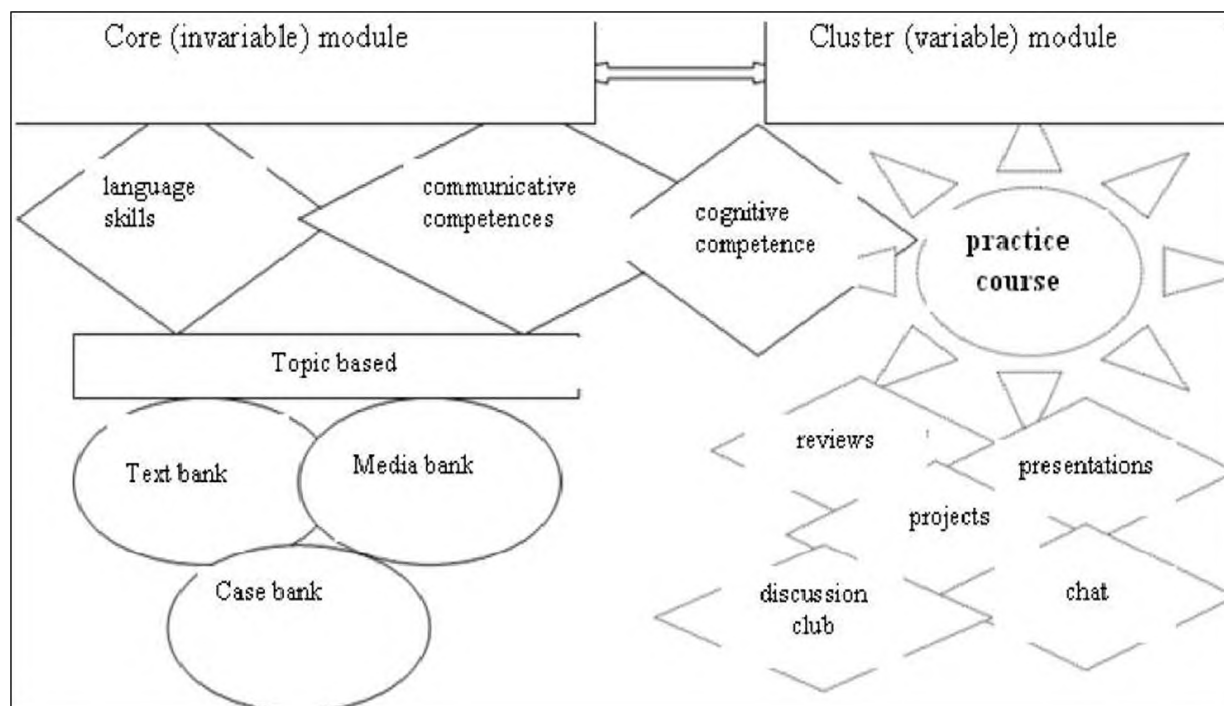 Core (invariable) module
Cluster (variable) module
language
skills
communicative
competences
cognitive
competence
practice
course
Topic based
Text bank
Media bank
Case bank
reviews
presentations
projects
discussion
club
chat